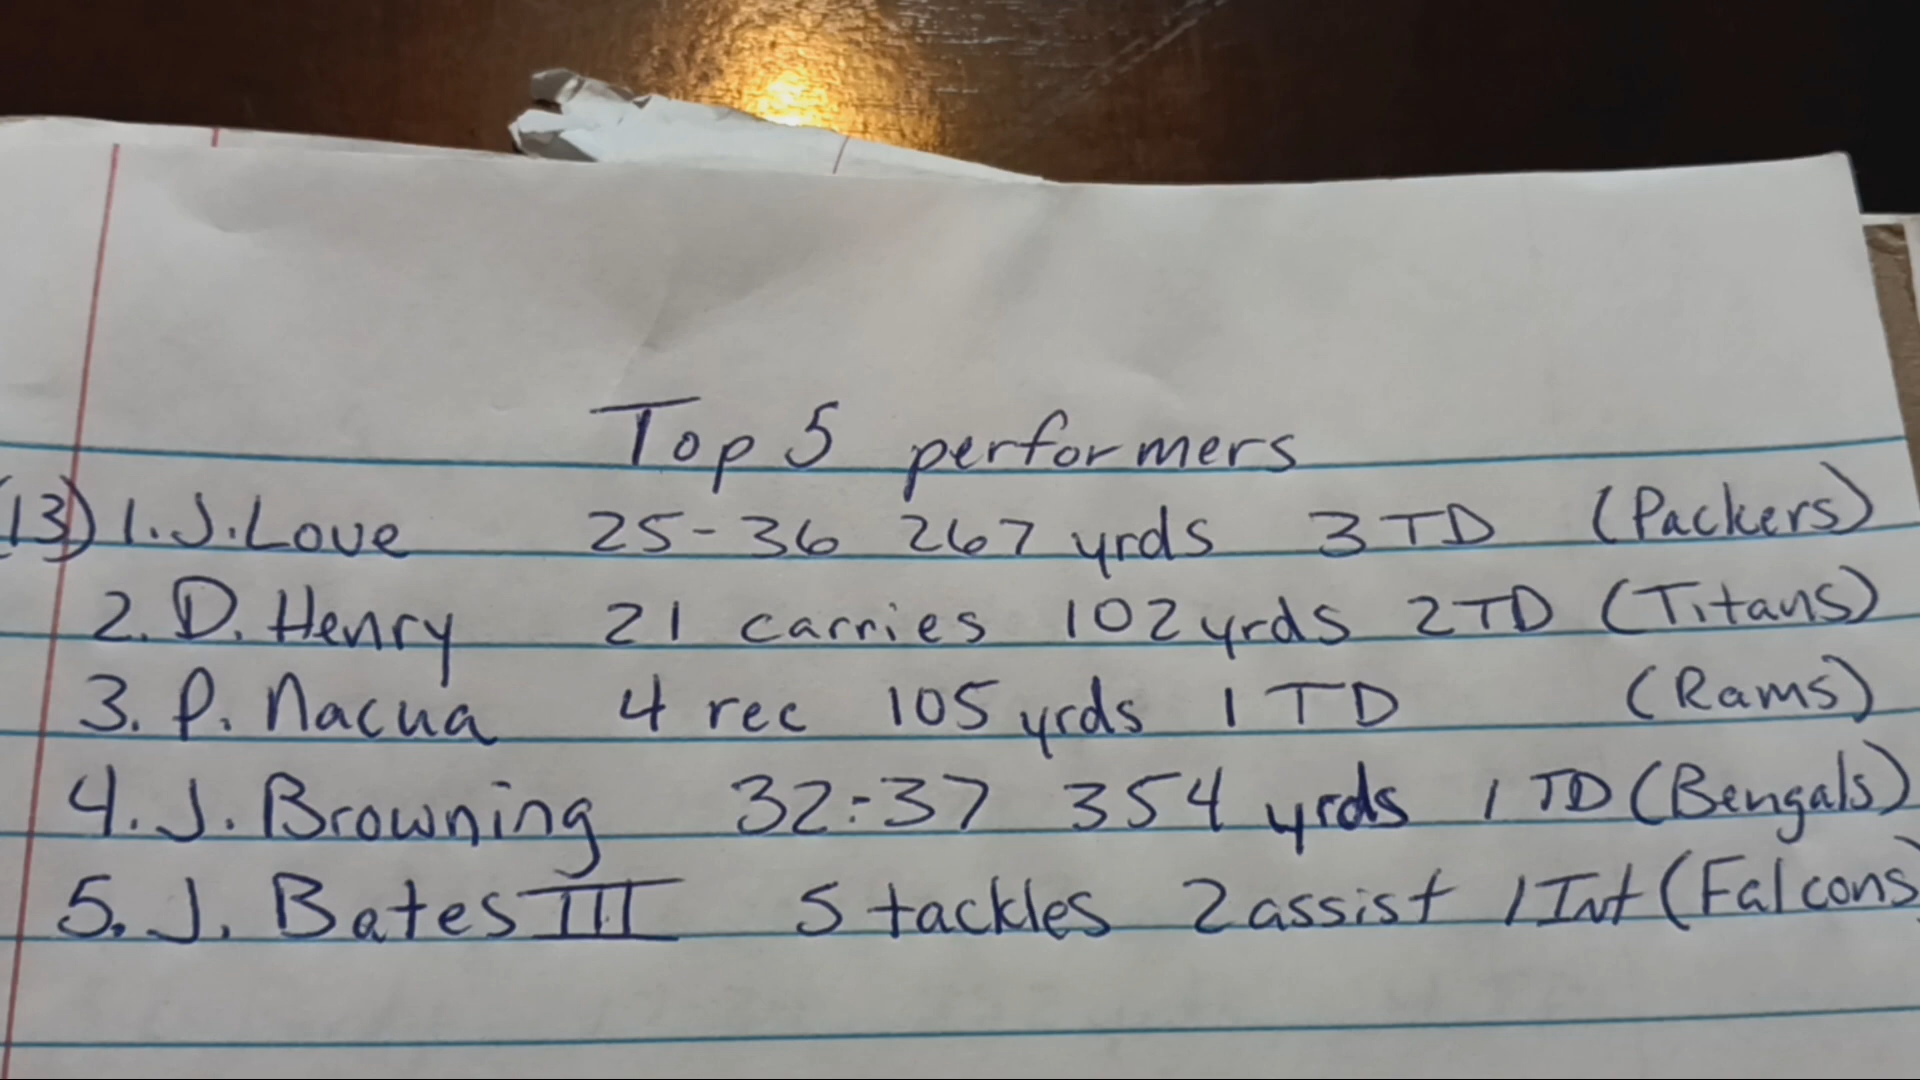 Top 5 performers
(13) 1. J. Love 25-36 267 yrds 3 TD (Packers)
2. D. Henry 21 carries 102 yrds 2 TD (Titans)
3. P. Nacua 4 rec 105 yrds 1 TD (Rams)
4. J. Browning 32-37 354 yrds 1 TD (Bengals)
5. J. Bates III 5 tackles 2 assist 1 Int (Falcons)